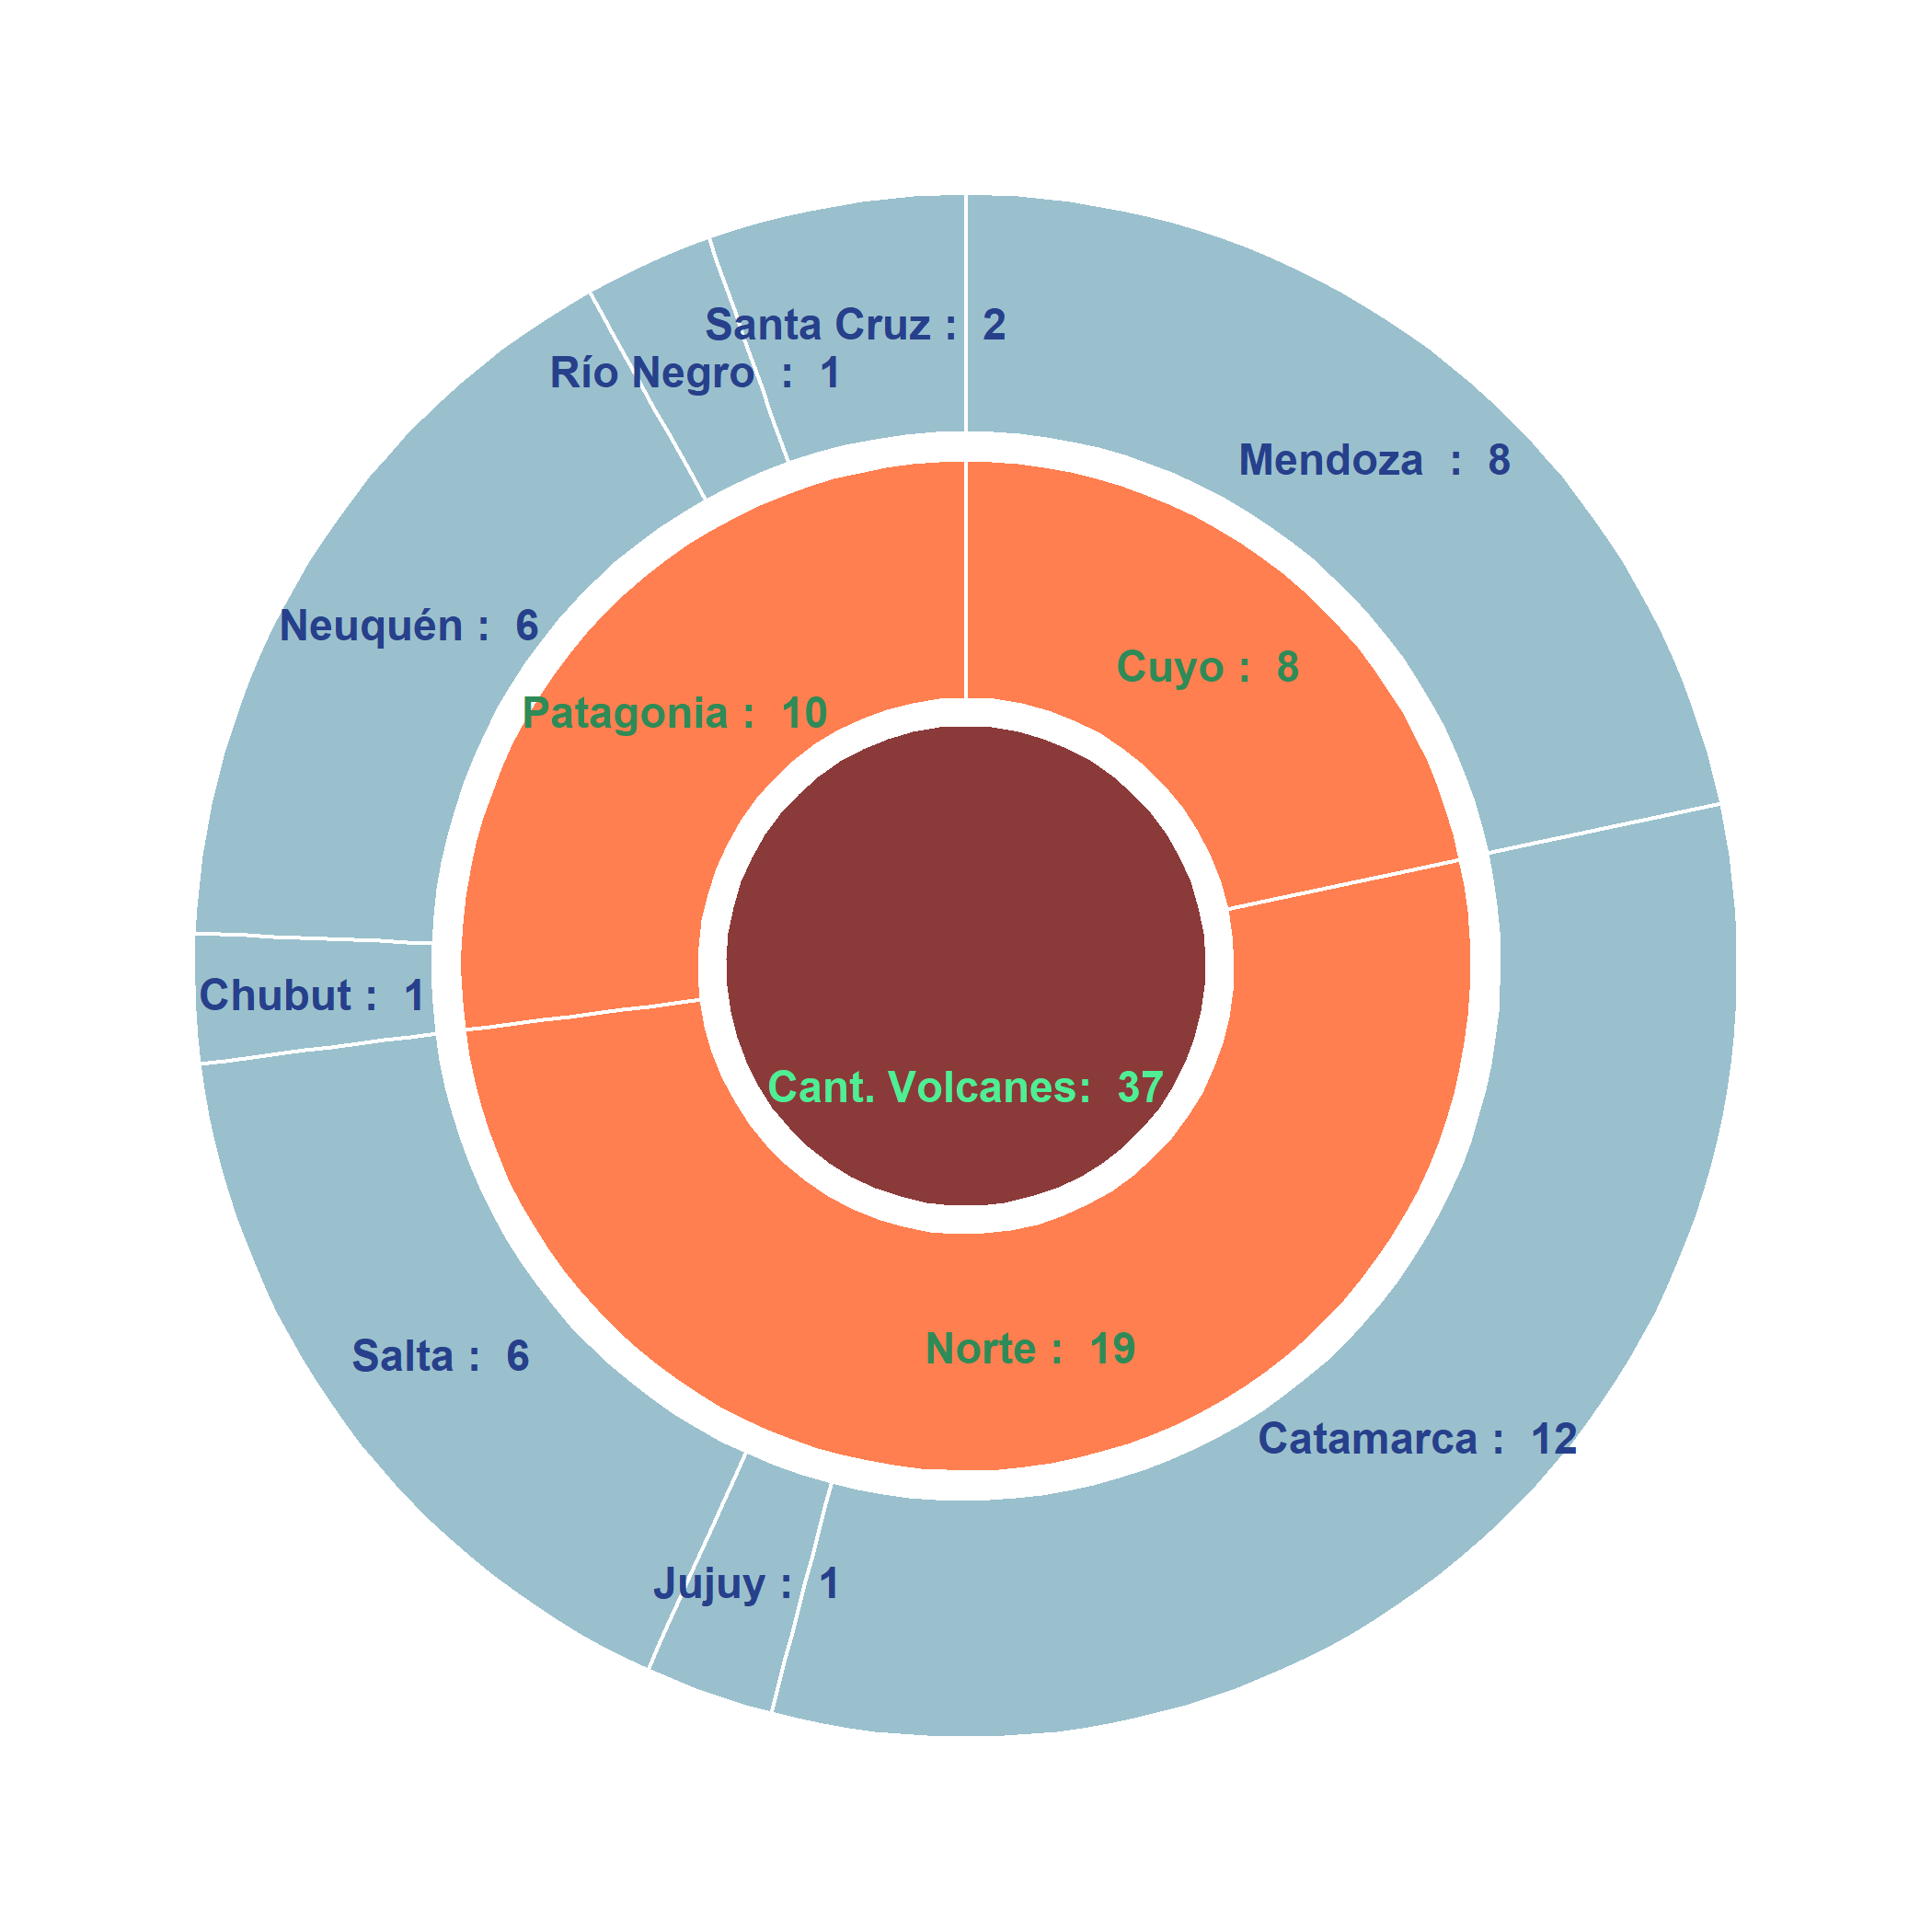 Santa Cruz :  2
Río Negro  :  1
Mendoza  :  8
Neuquén :  6
Cuyo :  8
Patagonia :  10
Chubut :  1
Cant. Volcanes:  37
Norte :  19
Salta :  6
Catamarca :  12
Jujuy :  1